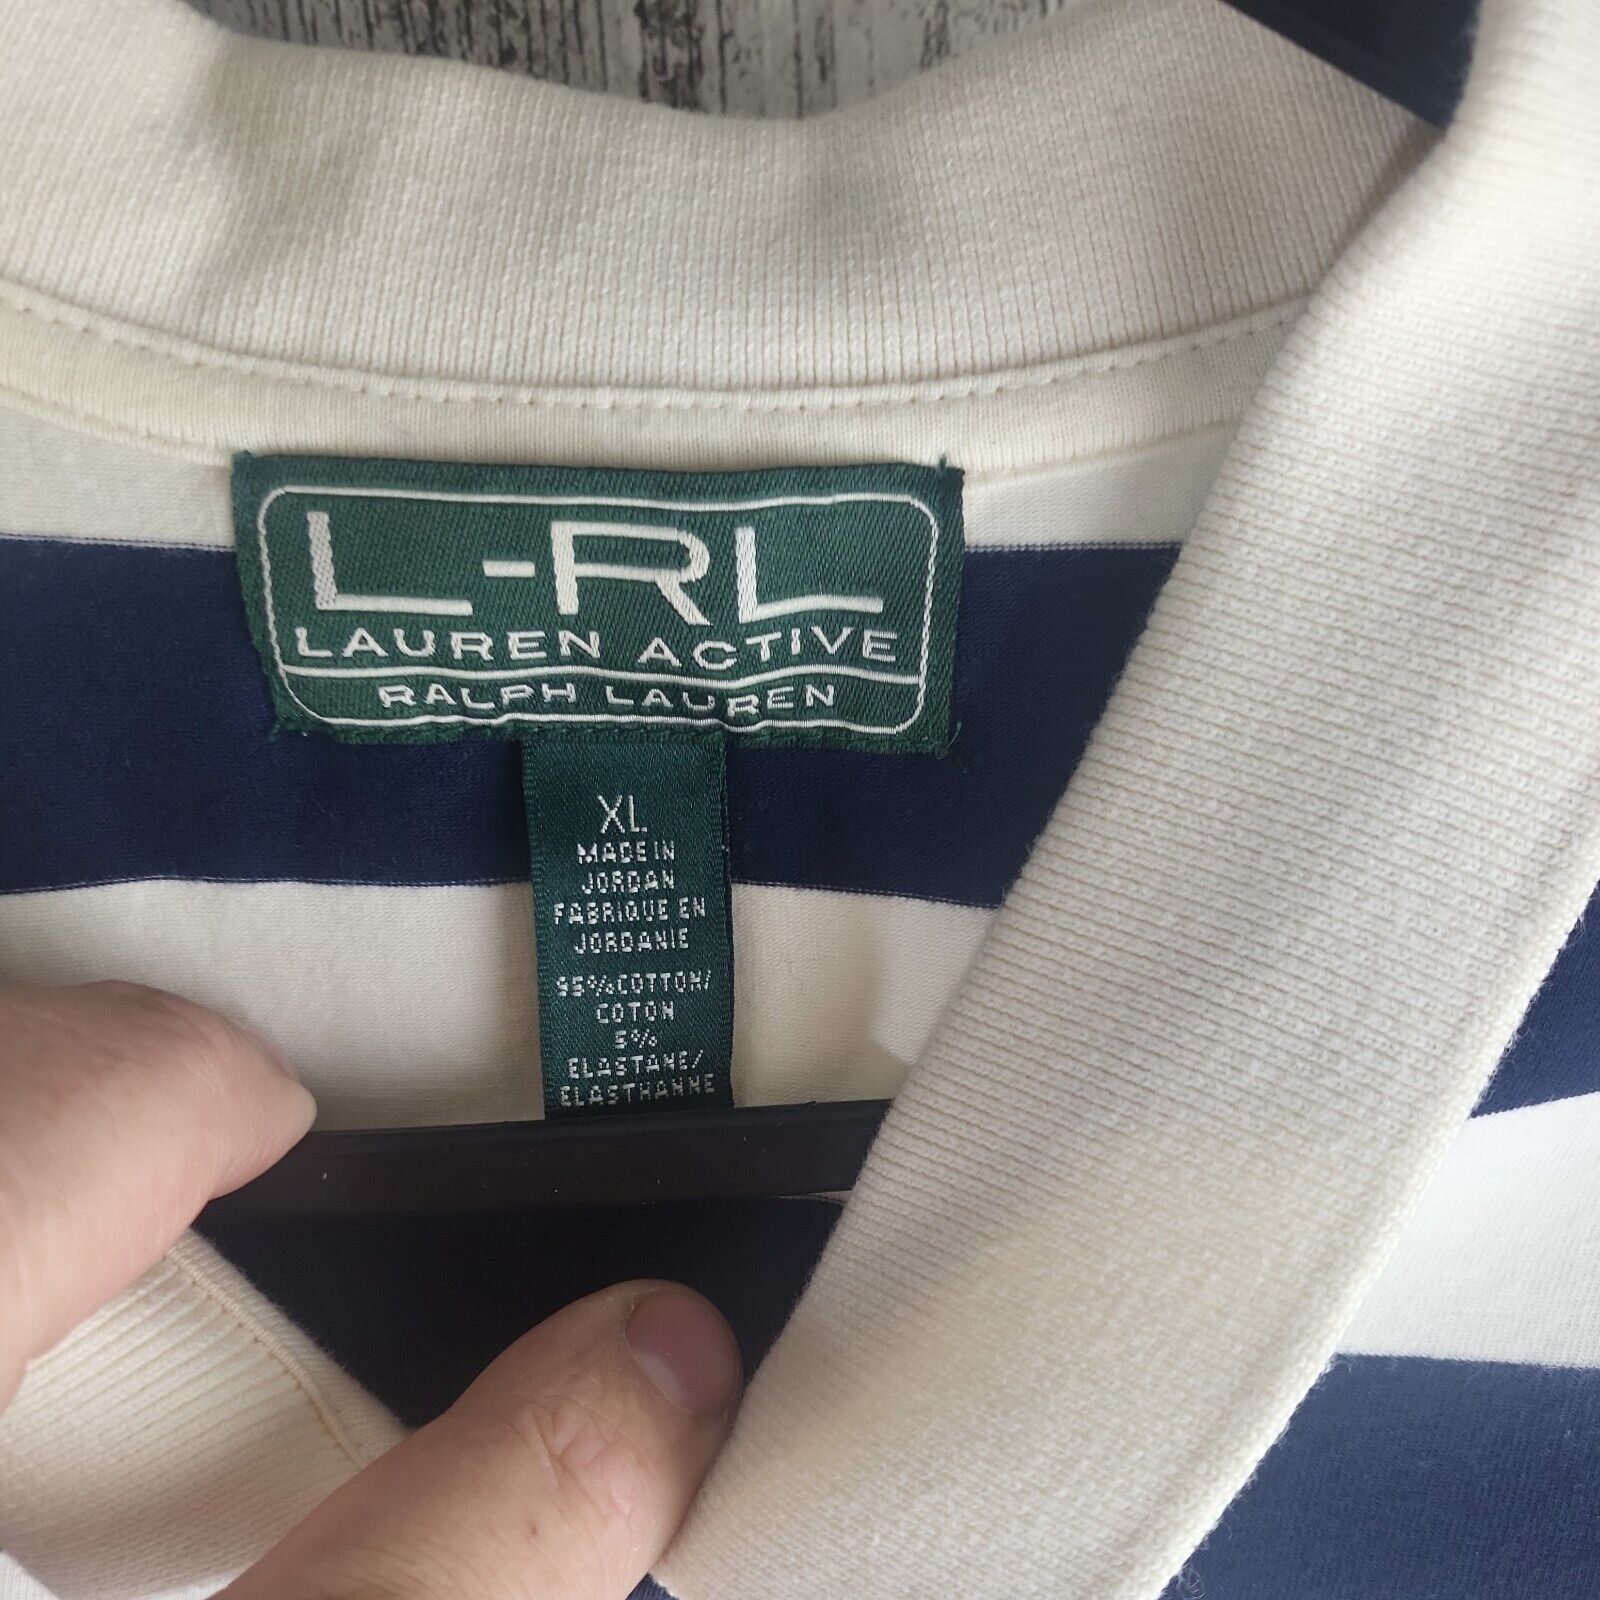 L-RL
LAUREN ACTIVE
RALPH LAUREN
XL
MADE IN
JORDAN
FABRIQUE EN
JORDANIE
95% COTTON/
COTON
5%
ELASTANE/
ELASTHANNE